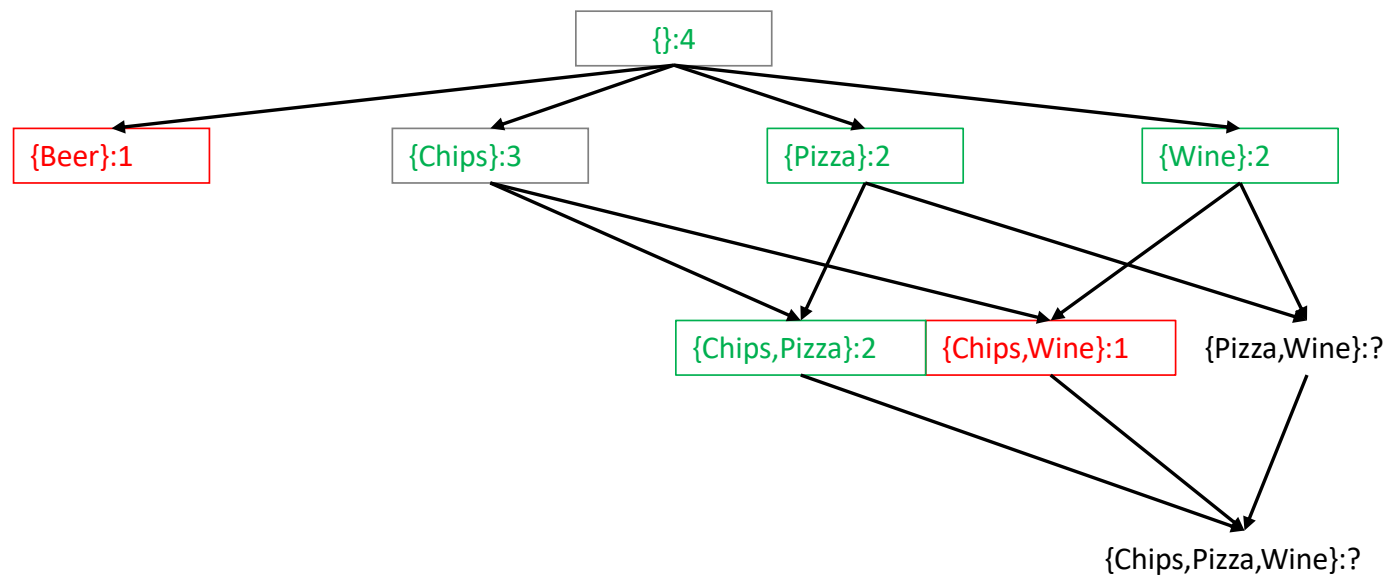 {}:4
{Beer}:1
{Chips}:3
{Pizza}:2
{Wine}:2
{Chips,Pizza}:2
{Chips,Wine}:1
{Pizza,Wine}:?
{Chips,Pizza,Wine}:?